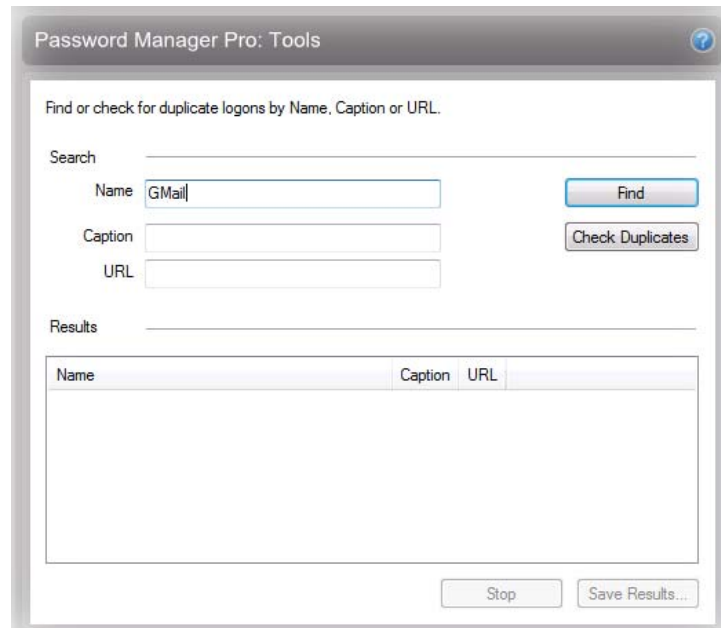 Password Manager Pro: Tools ?
Find or check for duplicate logons by Name, Caption or URL.
Search
Name GMail Find
Caption Check Duplicates
URL
Results
Name Caption URL
Stop Save Results...